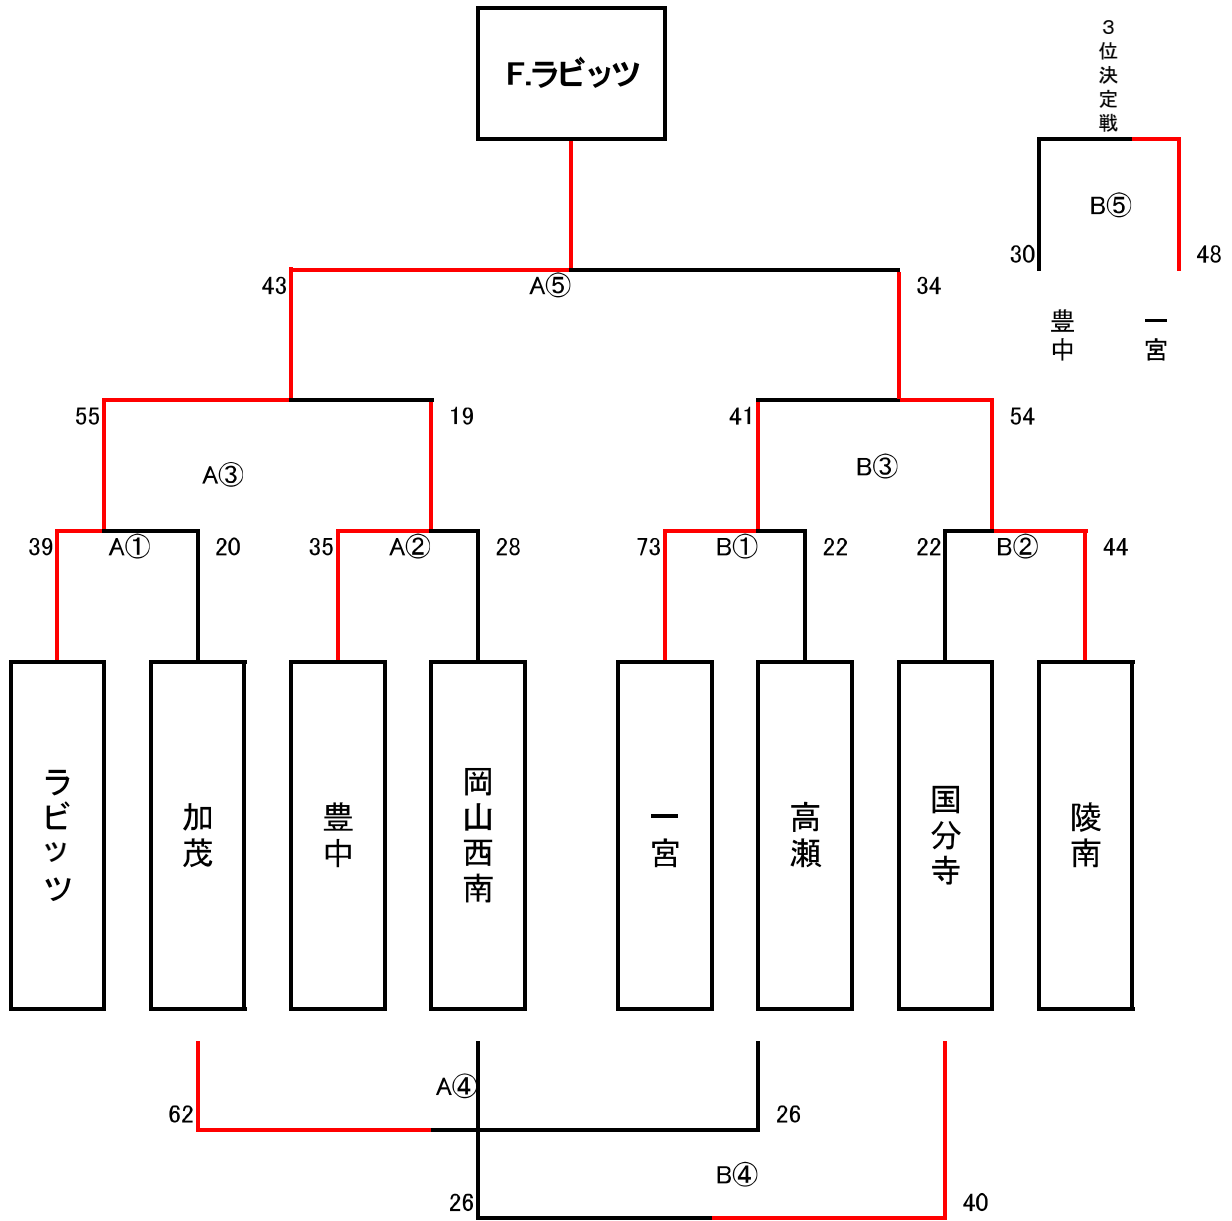 F.ラビッツ
３位決定戦
B⑤
30
48
豊中
一宮
43
A⑤
34
55
19
41
54
A③
B③
39
A①
20
35
A②
28
73
B①
22
22
B②
44
ラビッツ
加茂
豊中
岡山西南
一宮
高瀬
国分寺
陵南
A④
62
26
B④
26
40